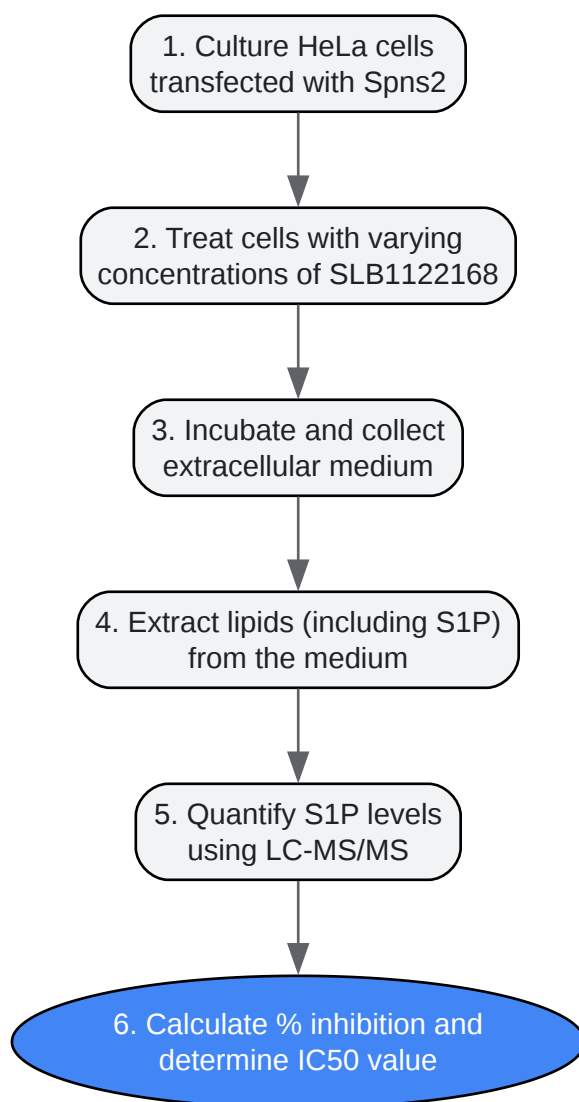 1. Culture HeLa cells
transfected with Spns2
2. Treat cells with varying
concentrations of SLB1122168
3. Incubate and collect
extracellular medium
4. Extract lipids (including S1P)
from the medium
5. Quantify S1P levels
using LC-MS/MS
6. Calculate % inhibition and
determine IC50 value